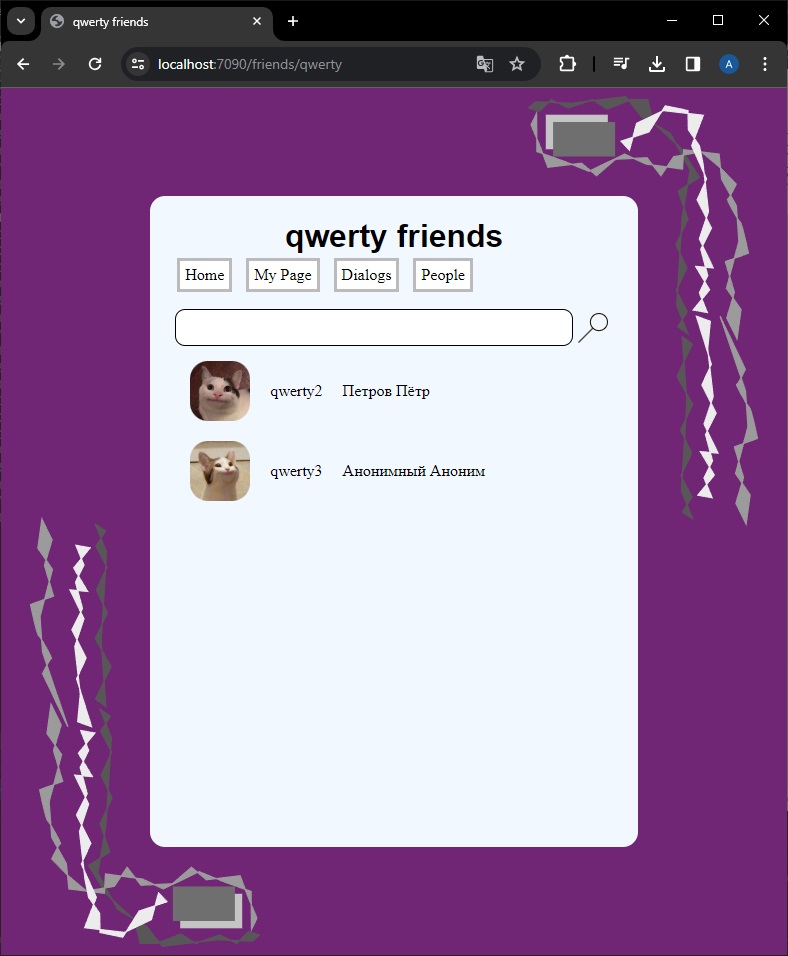 qwerty friends
localhost:7090/friends/qwerty
A
qwerty friends
Home My Page Dialogs People
qwerty2 Петров Пётр
qwerty3 Анонимный Аноним